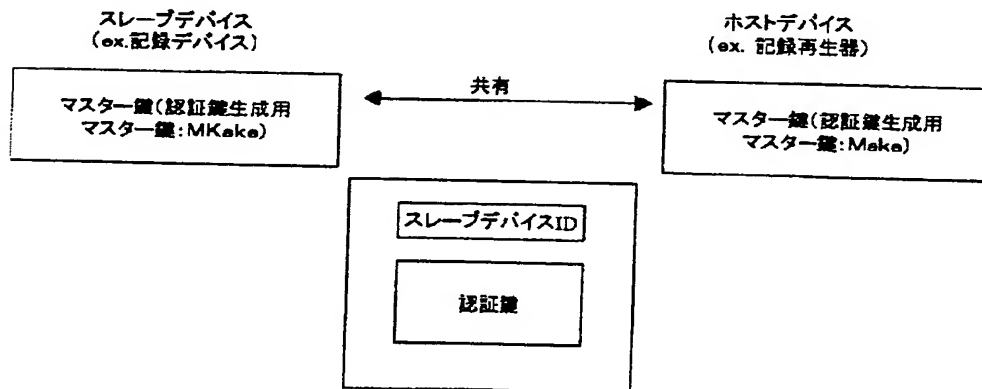 スレーブデバイス
(ex.記録デバイス)
ホストデバイス
(ex. 記録再生器)
共有
マスター鍵(認証鍵生成用
マスター鍵:MKake)
マスター鍵(認証鍵生成用
マスター鍵:Make)
スレーブデバイスID
認証鍵